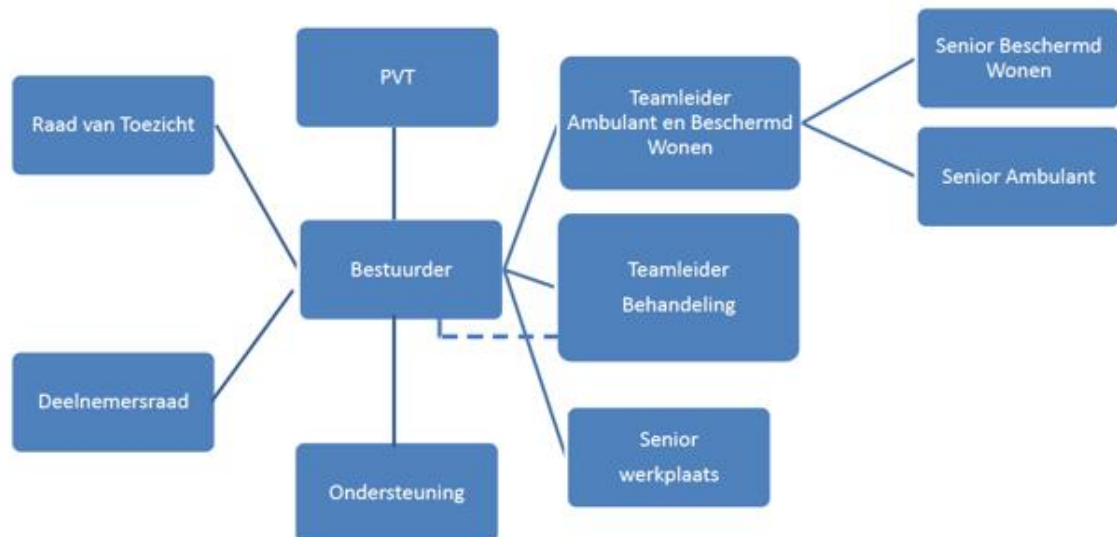 Raad van Toezicht
Deelnemersraad
PVT
Bestuurder
Ondersteuning
Teamleider
Ambulant en Beschermd
Wonen
Teamleider
Behandeling
Senior
werkplaats
Senior Beschermd
Wonen
Senior Ambulant